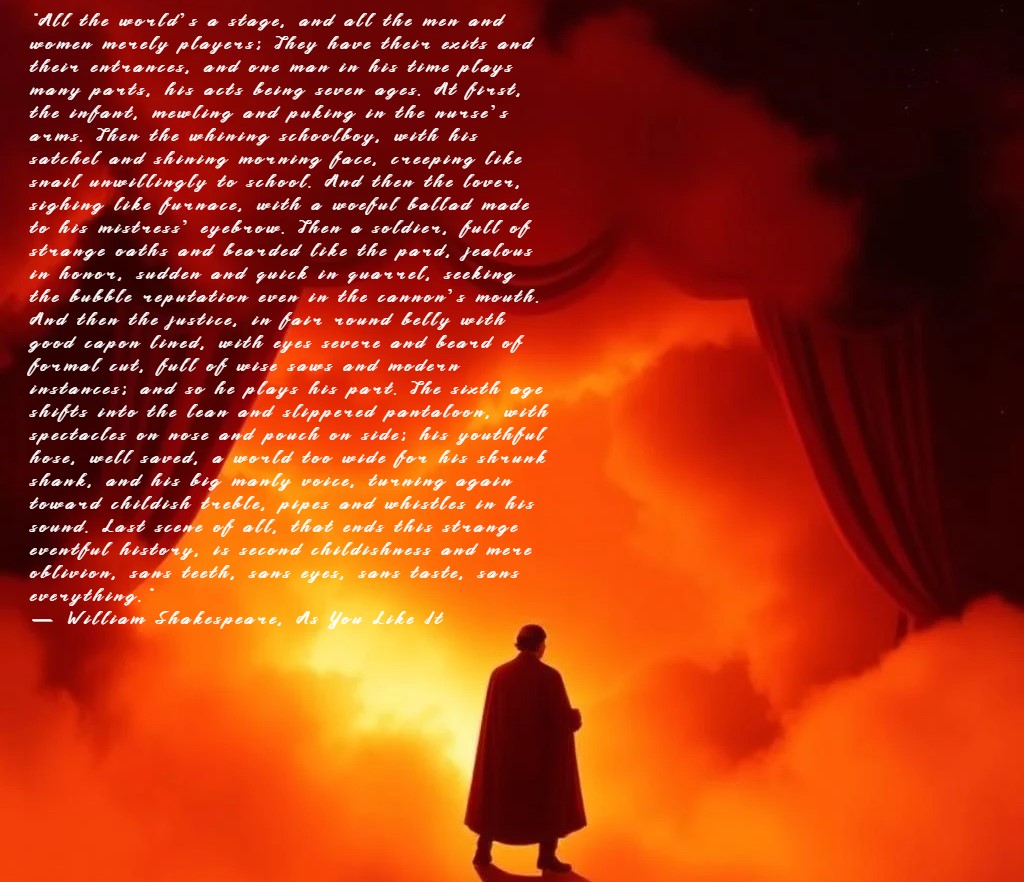 "All the world's a stage, and all the men and
women merely players; They have their exits and
their entrances, and one man in his time plays
many parts, his acts being seven ages. At first,
the infant, mewling and puking in the nurse's
arms. Then the whining schoolboy, with his
satchel and shining morning face, creeping like
snail unwillingly to school. And then the lover,
sighing like furnace, with a woeful ballad made
to his mistress' eyebrow. Then a soldier, full of
strange oaths and bearded like the pard, jealous
in honor, sudden and quick in quarrel, seeking
the bubble reputation even in the cannon's mouth.
And then the justice, in fair round belly with
good capon lined, with eyes severe and beard of
formal cut, full of wise saws and modern
instances; and so he plays his part. The sixth age
shifts into the lean and slippered pantaloon, with
spectacles on nose and pouch on side; his youthful
hose, well saved, a world too wide for his shrunk
shank, and his big manly voice, turning again
toward childish treble, pipes and whistles in his
sound. Last scene of all, that ends this strange
eventful history, is second childishness and mere
oblivion, sans teeth, sans eyes, sans taste, sans
everything."
— William Shakespeare, As You Like It